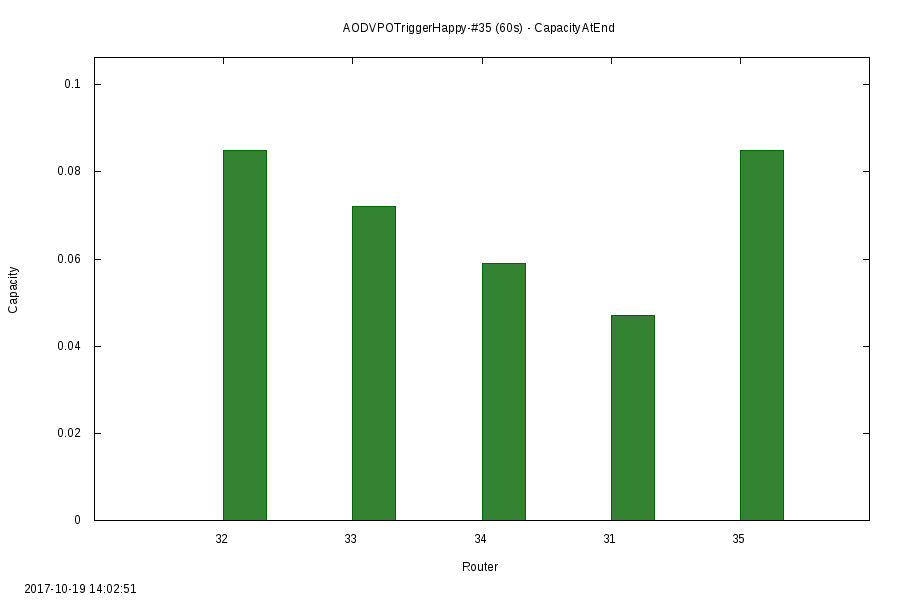 AODVPOTriggerHappy-#35 (60s) - CapacityAtEnd
0.1
0.08
0.06
0.04
0.02
0
Capacity
32 33 34 31 35
Router
2017-10-19 14:02:51